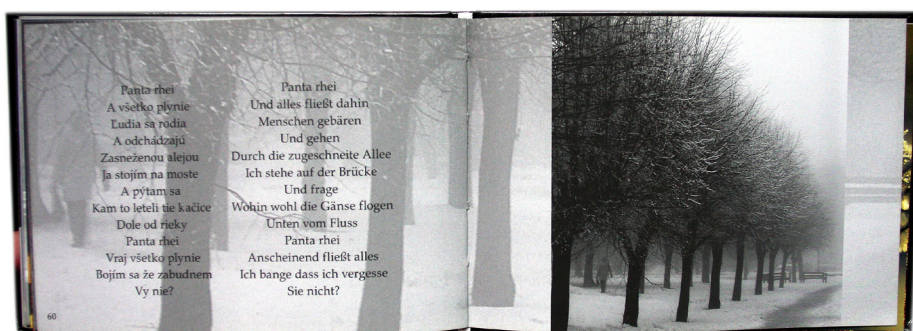 Panta rhei
A všetko plynie
Ľudia sa rodia
A odchádzajú
Zasneženou alejou
Ja stojím na moste
A pýtam sa
Kam to leteli tie kačice
Dole od rieky
Panta rhei
Vraj všetko plynie
Bojím sa že zabudnem
Vy nie?
Panta rhei
Und alles fließt dahin
Menschen gebären
Und gehen
Durch die zugeschneite Allee
Ich stehe auf der Brücke
Und frage
Wohin wohl die Gänse flogen
Unten vom Fluss
Panta rhei
Anscheinend fließt alles
Ich bange dass ich vergesse
Sie nicht?
60